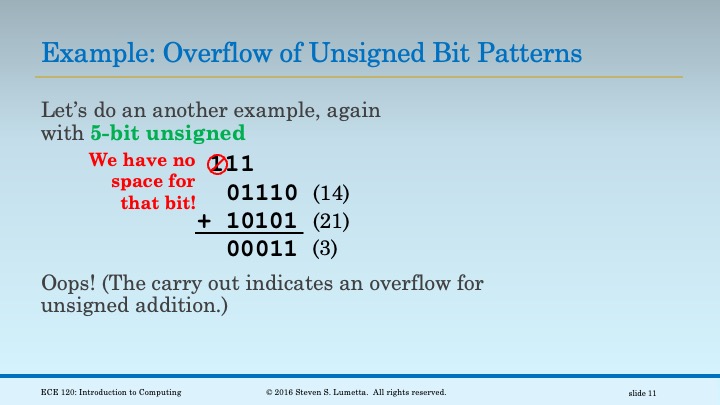 Example: Overflow of Unsigned Bit Patterns
Let's do an another example, again
with 5-bit unsigned
We have no
space for
that bit!
111
01110 (14)
+ 10101 (21)
00011 (3)
Oops! (The carry out indicates an overflow for
unsigned addition.)
ECE 120: Introduction to Computing © 2016 Steven S. Lumetta. All rights reserved. slide 11